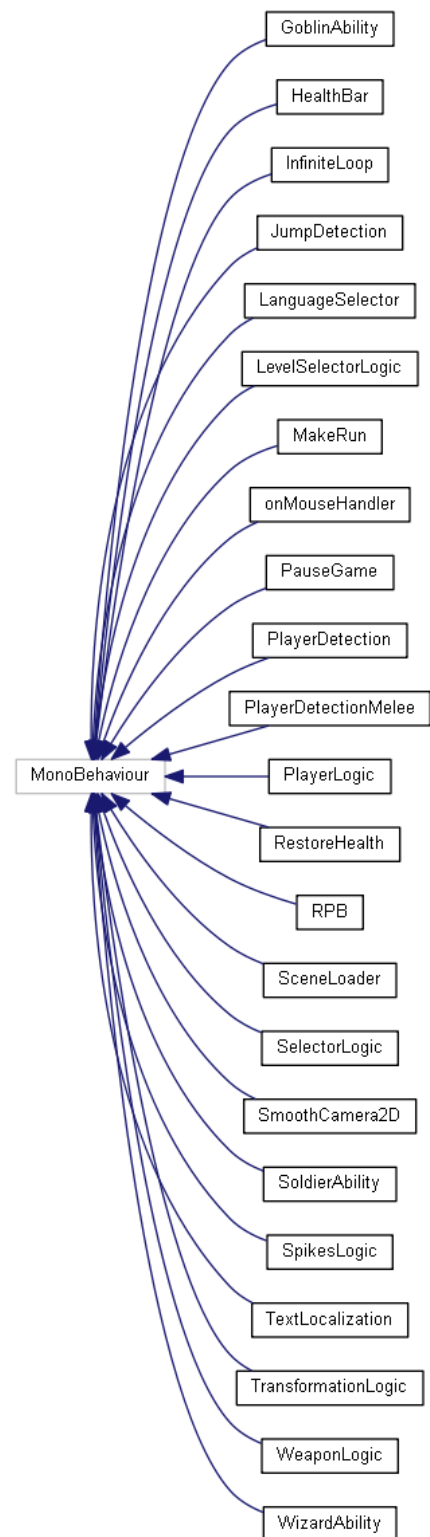 GoblinAbility
HealthBar
InfiniteLoop
JumpDetection
LanguageSelector
LevelSelectorLogic
MakeRun
onMouseHandler
PauseGame
PlayerDetection
PlayerDetectionMelee
MonoBehaviour
PlayerLogic
RestoreHealth
RPB
SceneLoader
SelectorLogic
SmoothCamera2D
SoldierAbility
SpikesLogic
TextLocalization
TransformationLogic
WeaponLogic
WizardAbility